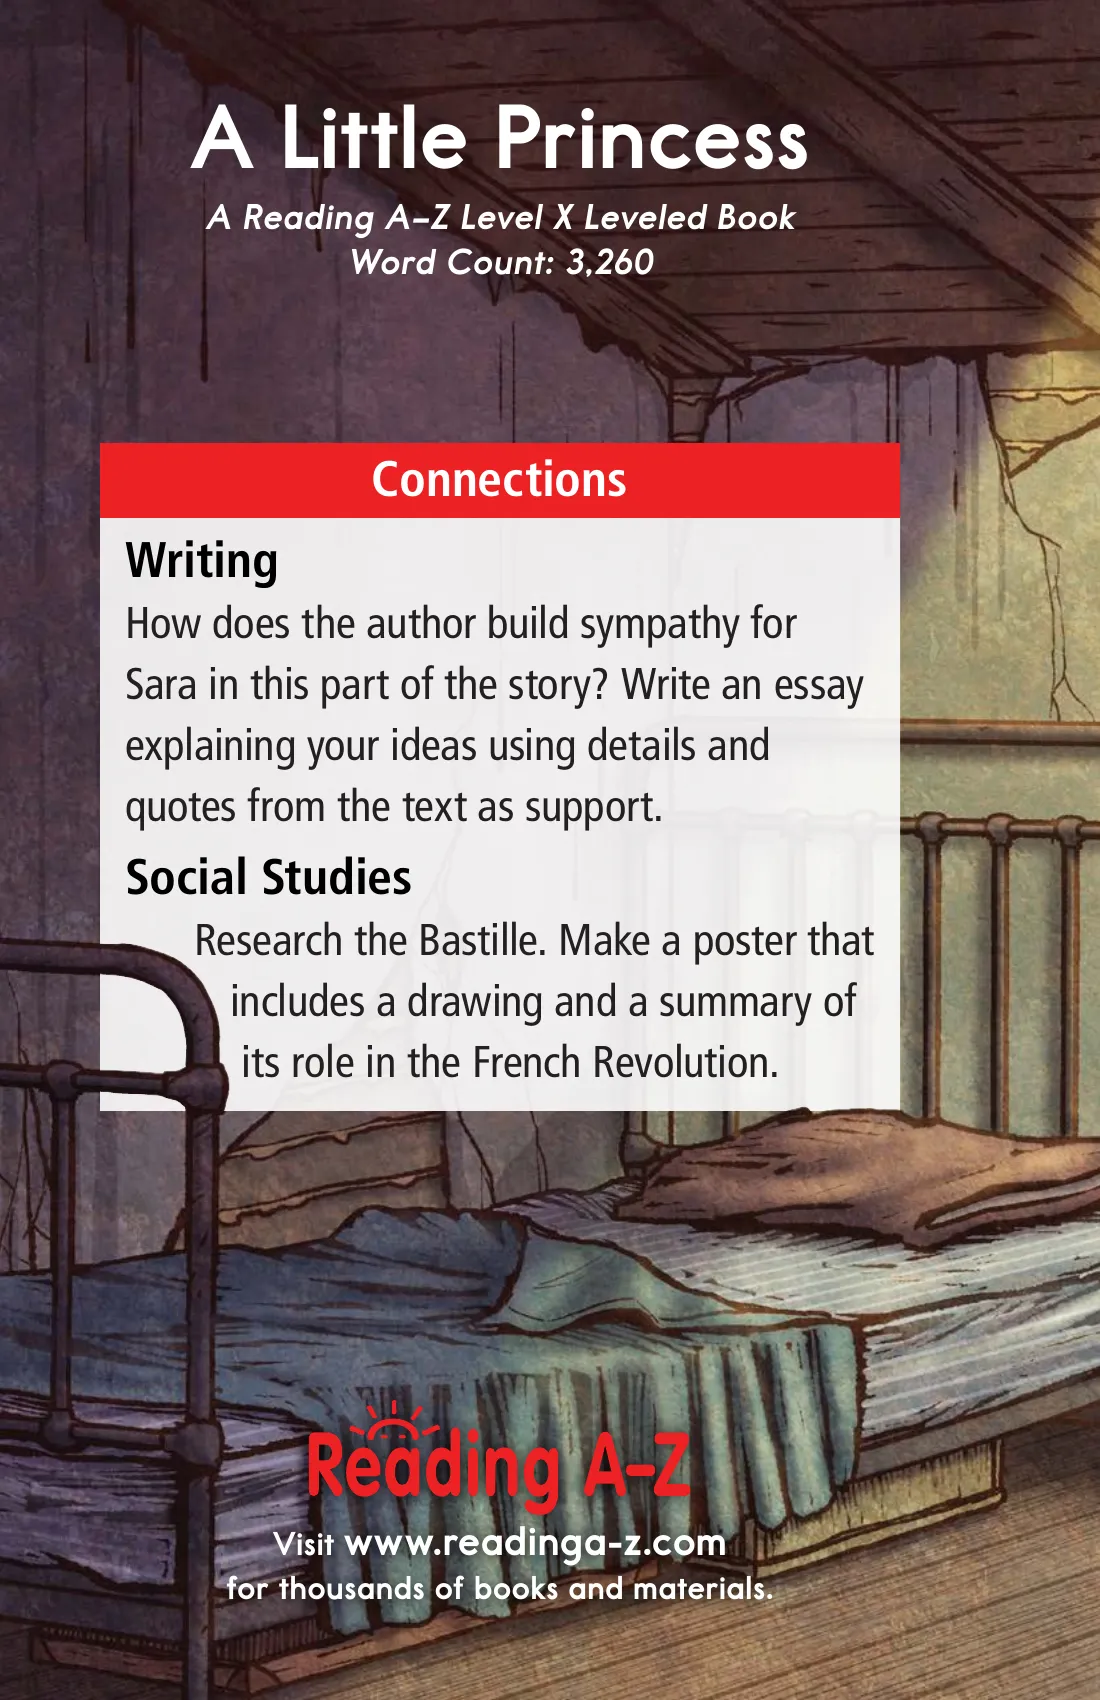 A Little Princess
A Reading A–Z Level X Leveled Book
Word Count: 3,260
Connections
Writing
How does the author build sympathy for
Sara in this part of the story? Write an essay
explaining your ideas using details and
quotes from the text as support.
Social Studies
Research the Bastille. Make a poster that
includes a drawing and a summary of
its role in the French Revolution.
Reading A–Z
Visit www.readinga-z.com
for thousands of books and materials.